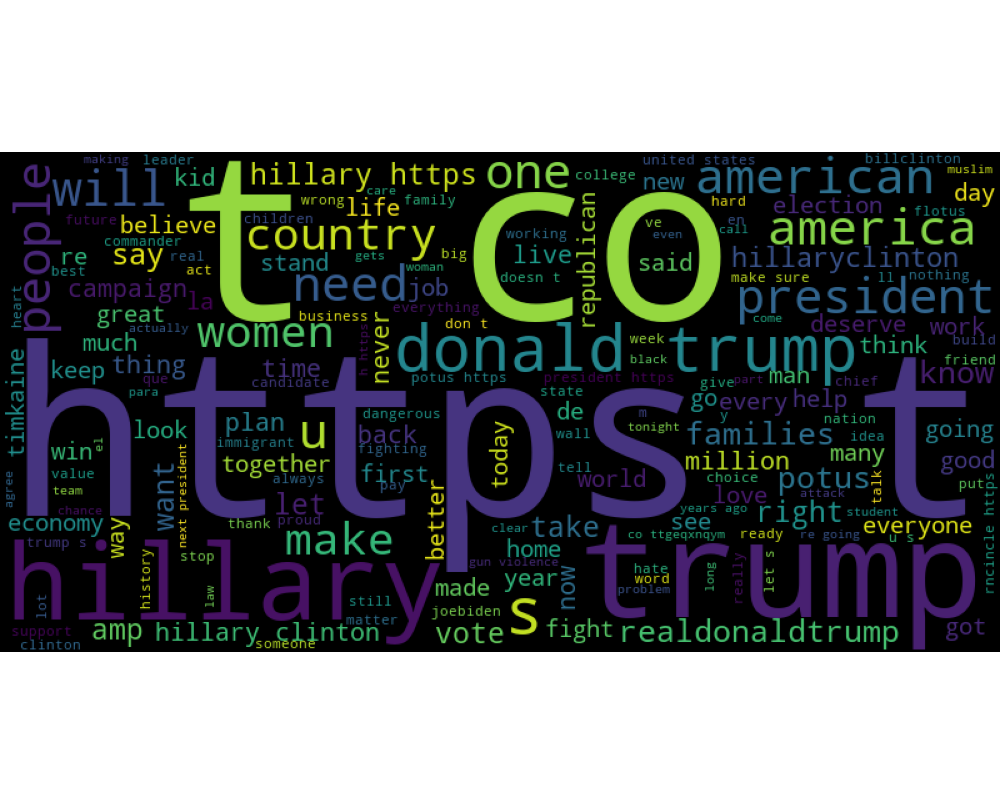 making
leader
united states
billclinton
people
will
kid
t co
hillary https
one
college
new
american
muslim
day
care
wrong
life
family
hard
election
flotus
future
believe
children
country
republican
ve
en
call
america
commander
say
real
working
even
re
best
act
stand
gets
woman
big
live
doesn t
said
make sure
hillaryclinton
ll
nothing
heart
campaign
la
need
job
everything
president
great
business
don t
come
deserve
work
actually
women
never
donald trump
week
think
build
much
h https
black
friend
timkaine
keep
thing
time
potus https
president https
man
chief
know
que
candidate
state
give
part
para
https t
dangerous
de
m
go
every
help
nation
look
plan
u
back
wall
tonight
y
families
idea
going
win
el
immigrant
fighting
today
million
many
good
together
always
first
tell
value
want
pay
world
choice
potus
talk
put
agree
team
love
attack
let
better
years ago
right
student
chance
next president
economy
way
thank
proud
clear
take
see
ready
everyone
co ttgeqxnqym
re going
u s
rncincle https
trump s
make
home
stop
gun violence
hillary
trump
history
law
year
now
hate
word
long
really
let s
problem
lot
still
made
support
matter
joebiden
amp
hillary clinton
vote
s
fight
realdonaldtrump
got
clinton
someone